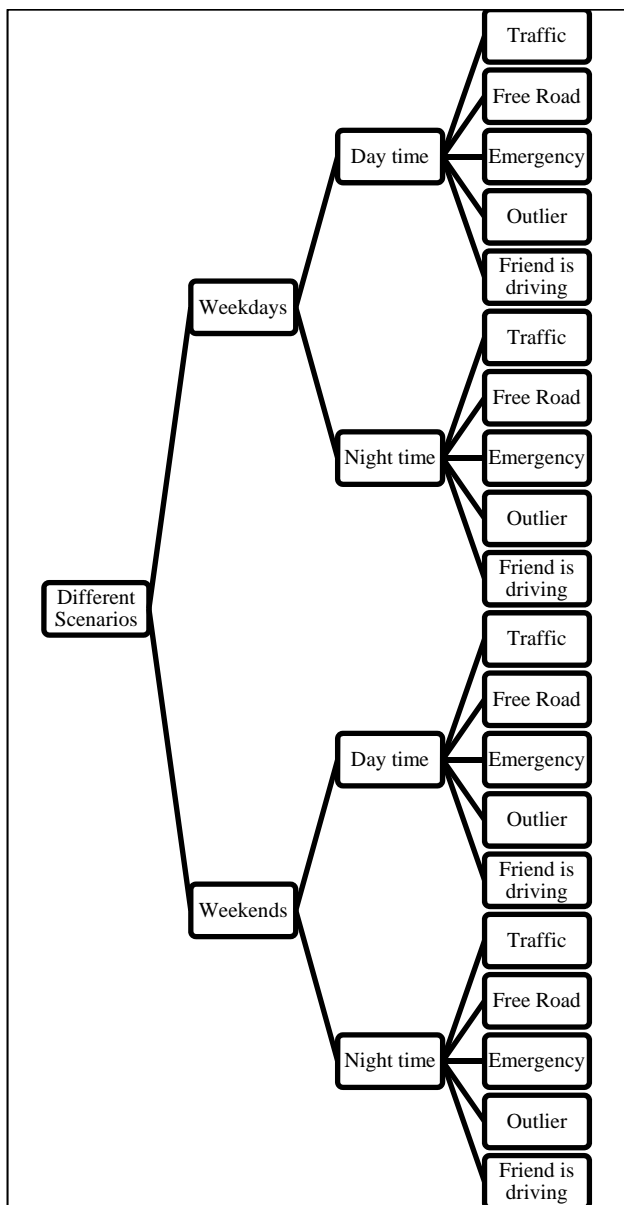 Traffic
Free Road
Day time
Emergency
Outlier
Friend is
driving
Weekdays
Traffic
Free Road
Night time
Emergency
Outlier
Friend is
driving
Different
Scenarios
Traffic
Free Road
Day time
Emergency
Outlier
Friend is
driving
Weekends
Traffic
Free Road
Night time
Emergency
Outlier
Friend is
driving